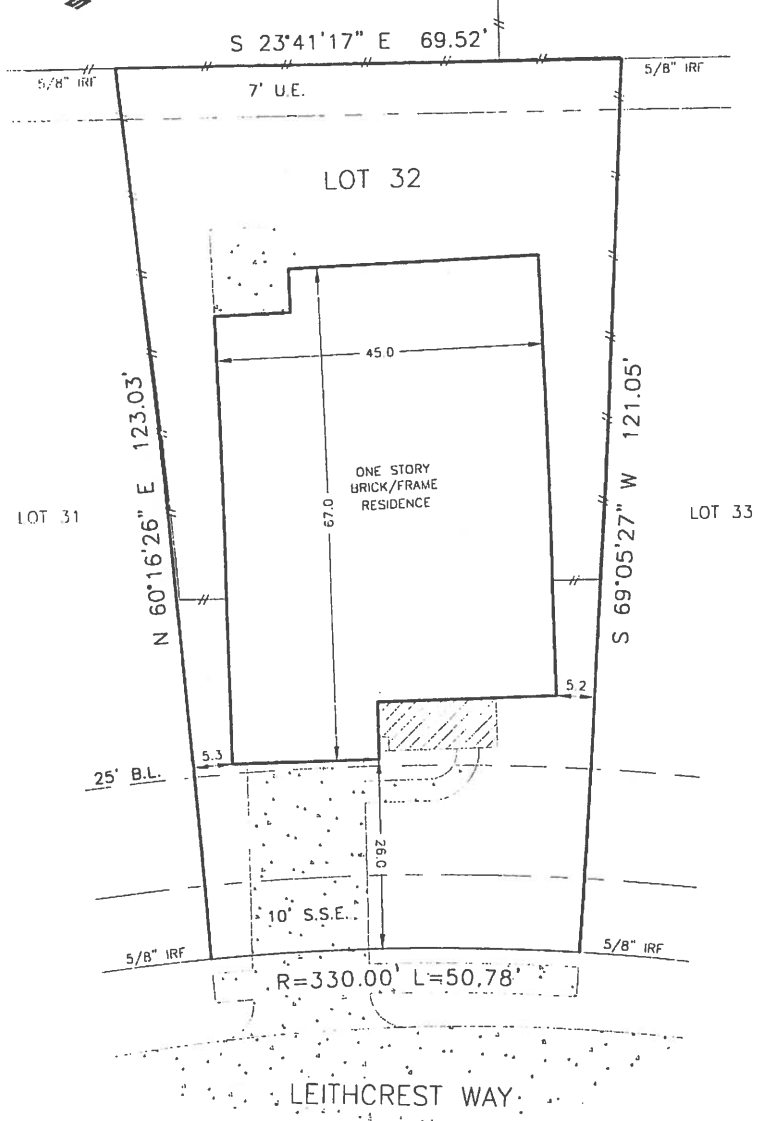 S 23°41'17" E 69.52'
5/8" IRF
5/8" IRF
7' U.E.
LOT 32
45.0
N 60°16'26" E 123.03'
S 69°05'27" W 121.05'
ONE STORY
BRICK/FRAME
RESIDENCE
67.0
LOT 31
LOT 33
5.2
5.3
25' B.L.
26.0
10' S.S.E.
5/8" IRF
5/8" IRF
R=330.00' L=50.78'
LEITHCREST WAY